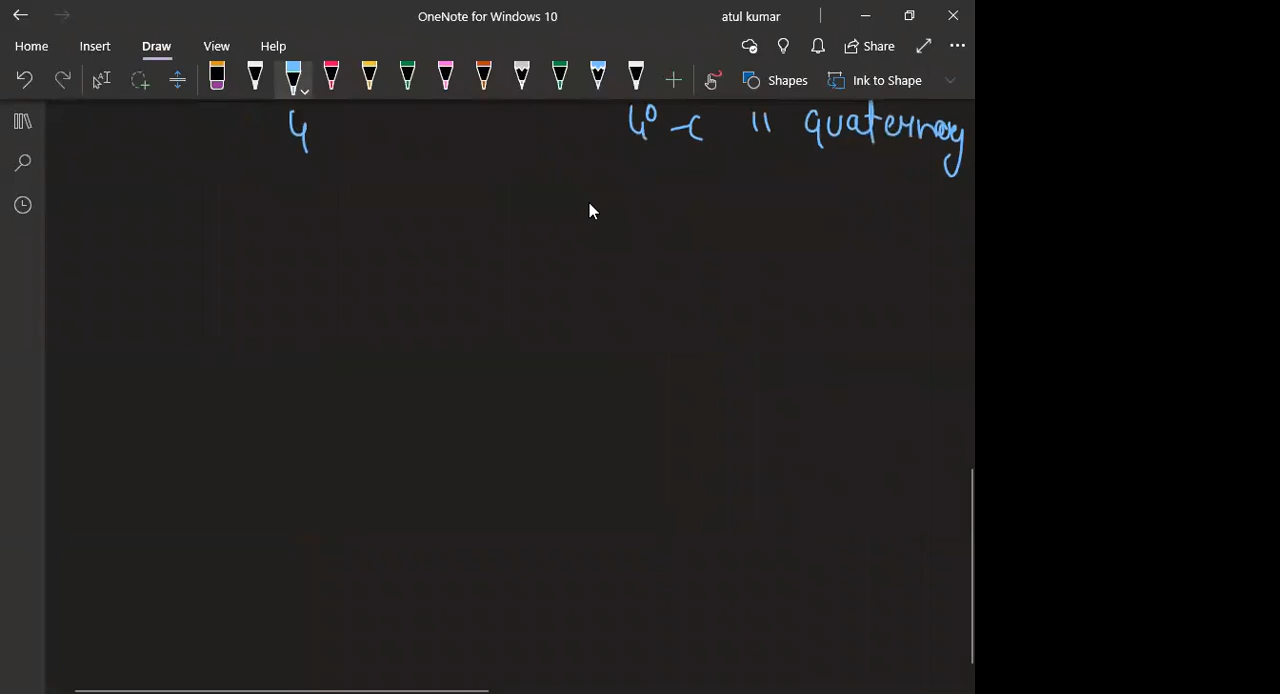 OneNote for Windows 10 atul kumar
Home Insert Draw View Help Share
Shapes Ink to Shape
4 4° -c " quaternary